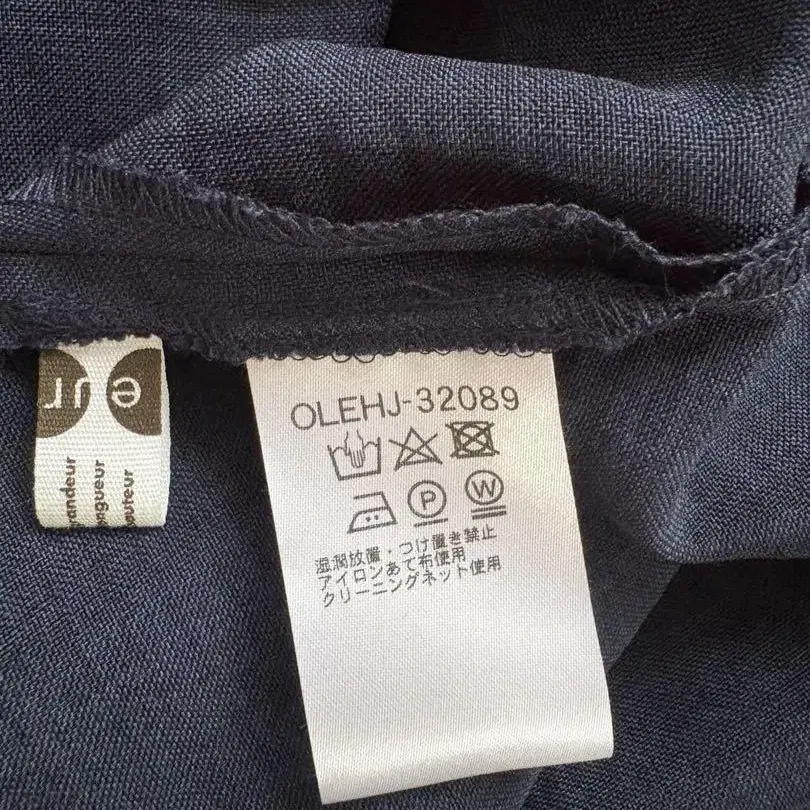 OLEHJ-32089
P W
湿潤放置・つけ置き禁止
アイロンあて布使用
クリーニングネット使用
eur